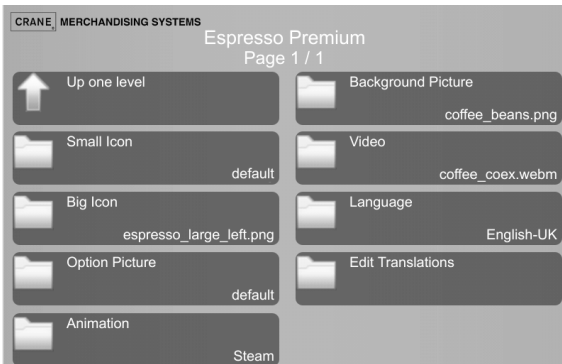 CRANE® MERCHANDISING SYSTEMS
Espresso Premium
Page 1 / 1
Up one level
Small Icon
default
Big Icon
espresso_large_left.png
Option Picture
default
Animation
Steam
Background Picture
coffee_beans.png
Video
coffee_coex.webm
Language
English-UK
Edit Translations